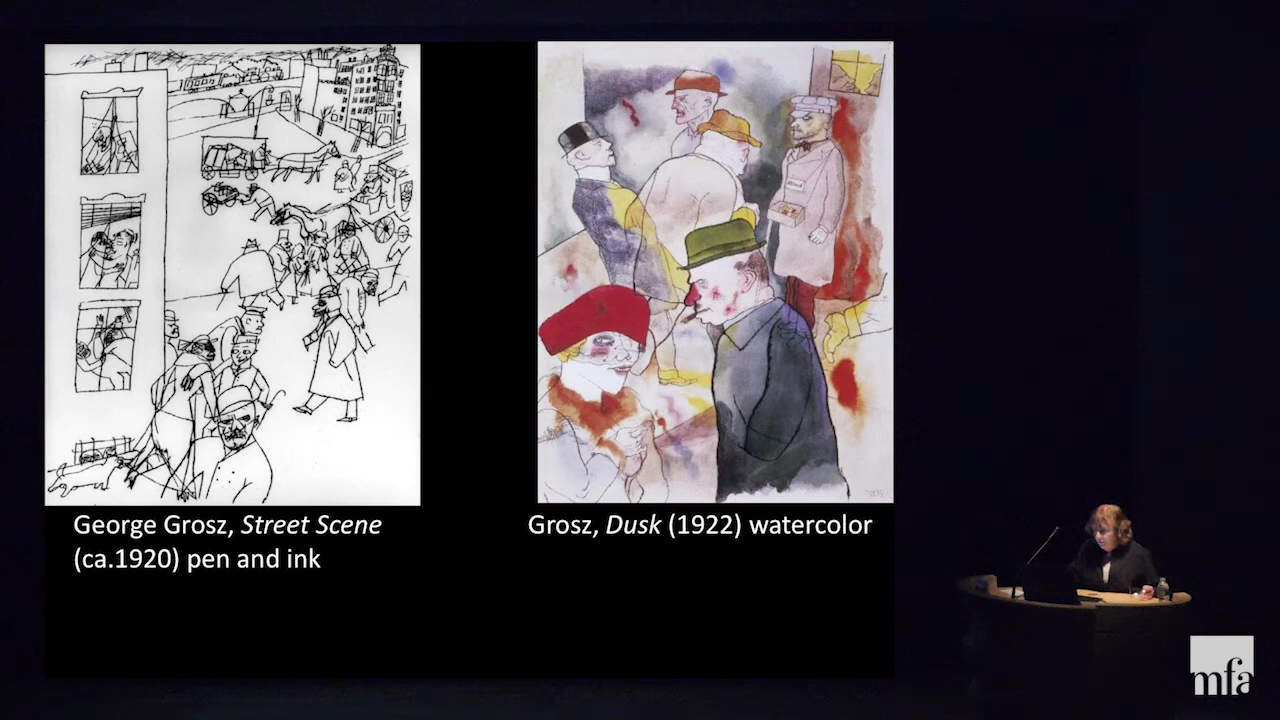 George Grosz, Street Scene
(ca.1920) pen and ink
Grosz, Dusk (1922) watercolor
mfa